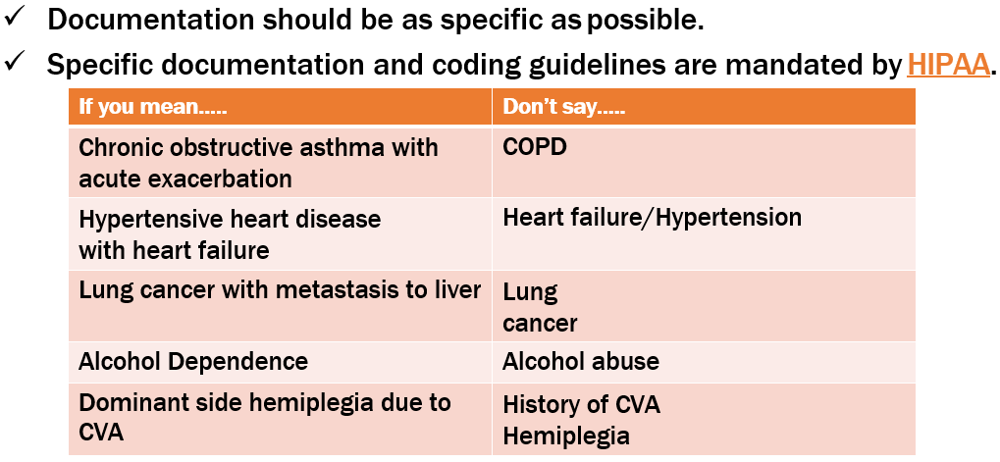 ✓ Documentation should be as specific as possible.
✓ Specific documentation and coding guidelines are mandated by HIPAA.
If you mean.....
Don't say.....
Chronic obstructive asthma with
acute exacerbation
COPD
Hypertensive heart disease
with heart failure
Heart failure/Hypertension
Lung cancer with metastasis to liver
Lung
cancer
Alcohol Dependence
Alcohol abuse
Dominant side hemiplegia due to
CVA
History of CVA
Hemiplegia